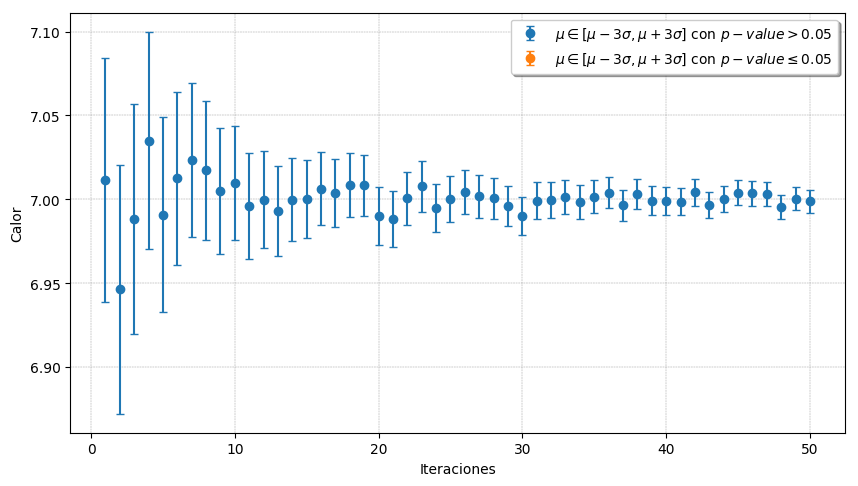 7.10
7.05
7.00
6.95
6.90
Calor
μ ∈ [μ − 3σ, μ + 3σ] con p − value > 0.05
μ ∈ [μ − 3σ, μ + 3σ] con p − value ≤ 0.05
0 10 20 30 40 50
Iteraciones